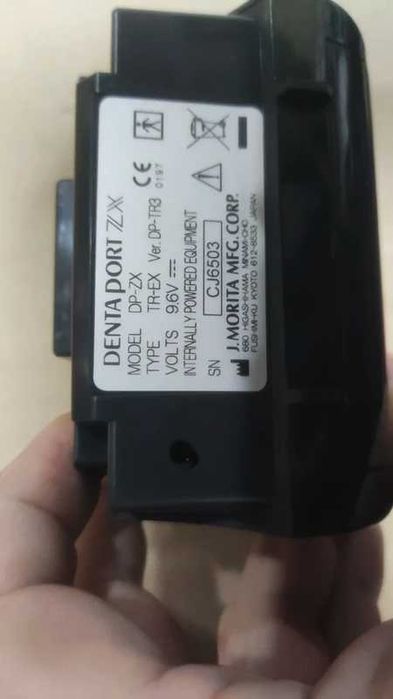 DENTA PORT ZX
MODEL DP-ZX
TYPE TR-EX Ver. DP-TR3
VOLTS 9.6V
INTERNALLY POWERED EQUIPMENT
SN CJ6503
CE 0197
J.MORITA MFG. CORP.
680 HIGASHIHAMA MINAMI-CHO
FUSHIMI-KU KYOTO 612-8533 JAPAN